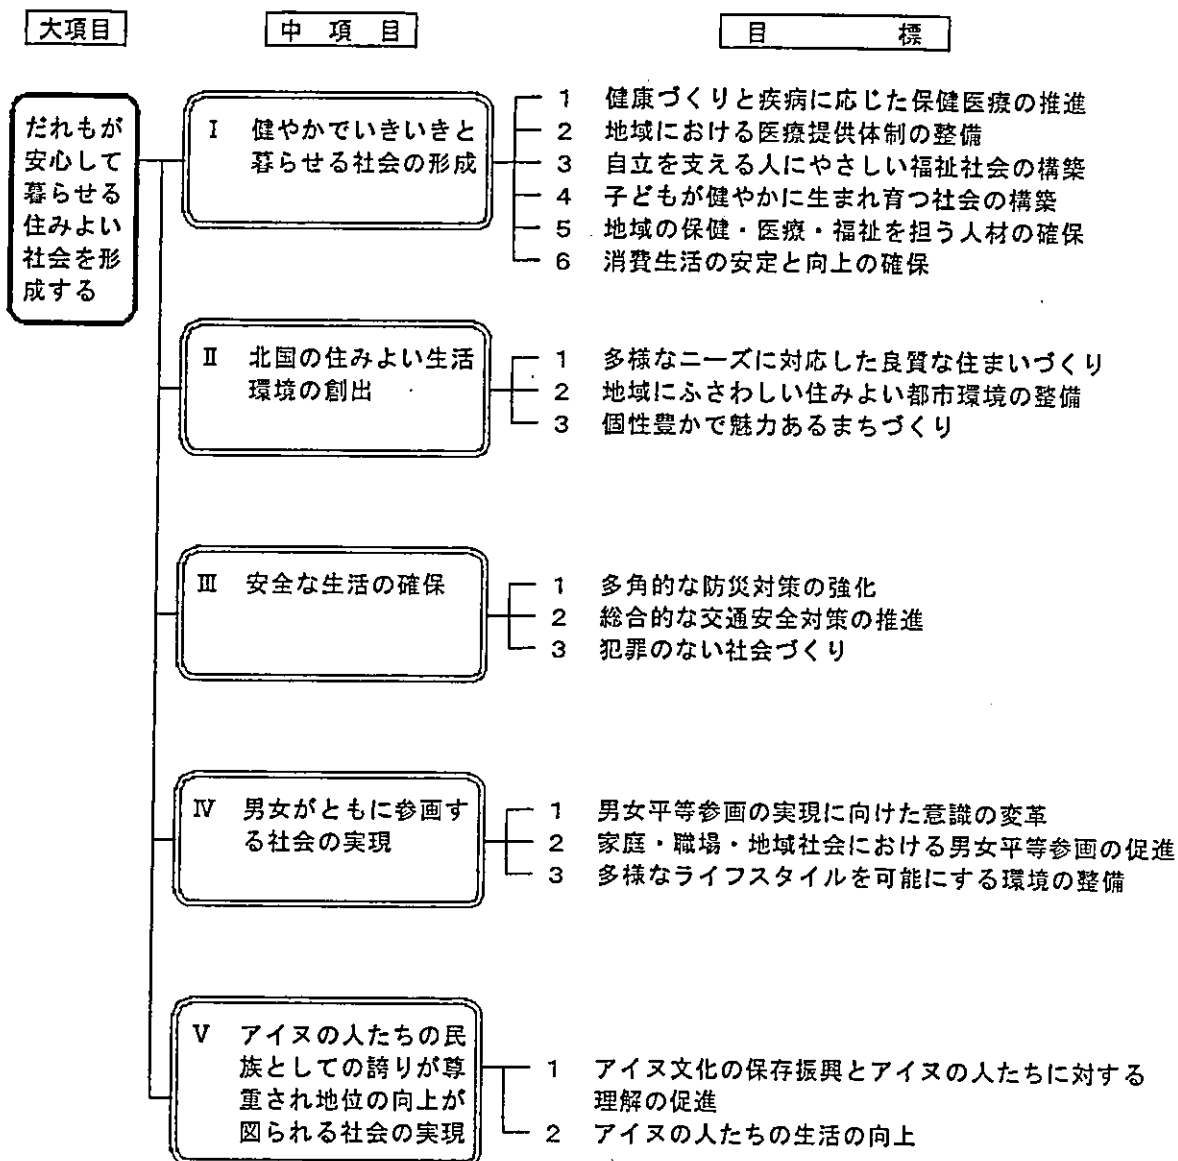 大項目 中項目 目標
だれもが
安心して
暮らせる
住みよい
社会を形
成する
Ⅰ 健やかでいきいきと
暮らせる社会の形成
1 健康づくりと疾病に応じた保健医療の推進
2 地域における医療提供体制の整備
3 自立を支える人にやさしい福祉社会の構築
4 子どもが健やかに生まれ育つ社会の構築
5 地域の保健・医療・福祉を担う人材の確保
6 消費生活の安定と向上の確保
Ⅱ 北国の住みよい生活
環境の創出
1 多様なニーズに対応した良質な住まいづくり
2 地域にふさわしい住みよい都市環境の整備
3 個性豊かで魅力あるまちづくり
Ⅲ 安全な生活の確保
1 多角的な防災対策の強化
2 総合的な交通安全対策の推進
3 犯罪のない社会づくり
Ⅳ 男女がともに参画す
る社会の実現
1 男女平等参画の実現に向けた意識の変革
2 家庭・職場・地域社会における男女平等参画の促進
3 多様なライフスタイルを可能にする環境の整備
Ⅴ アイヌの人たちの民
族としての誇りが尊
重され地位の向上が
図られる社会の実現
1 アイヌ文化の保存振興とアイヌの人たちに対する
理解の促進
2 アイヌの人たちの生活の向上